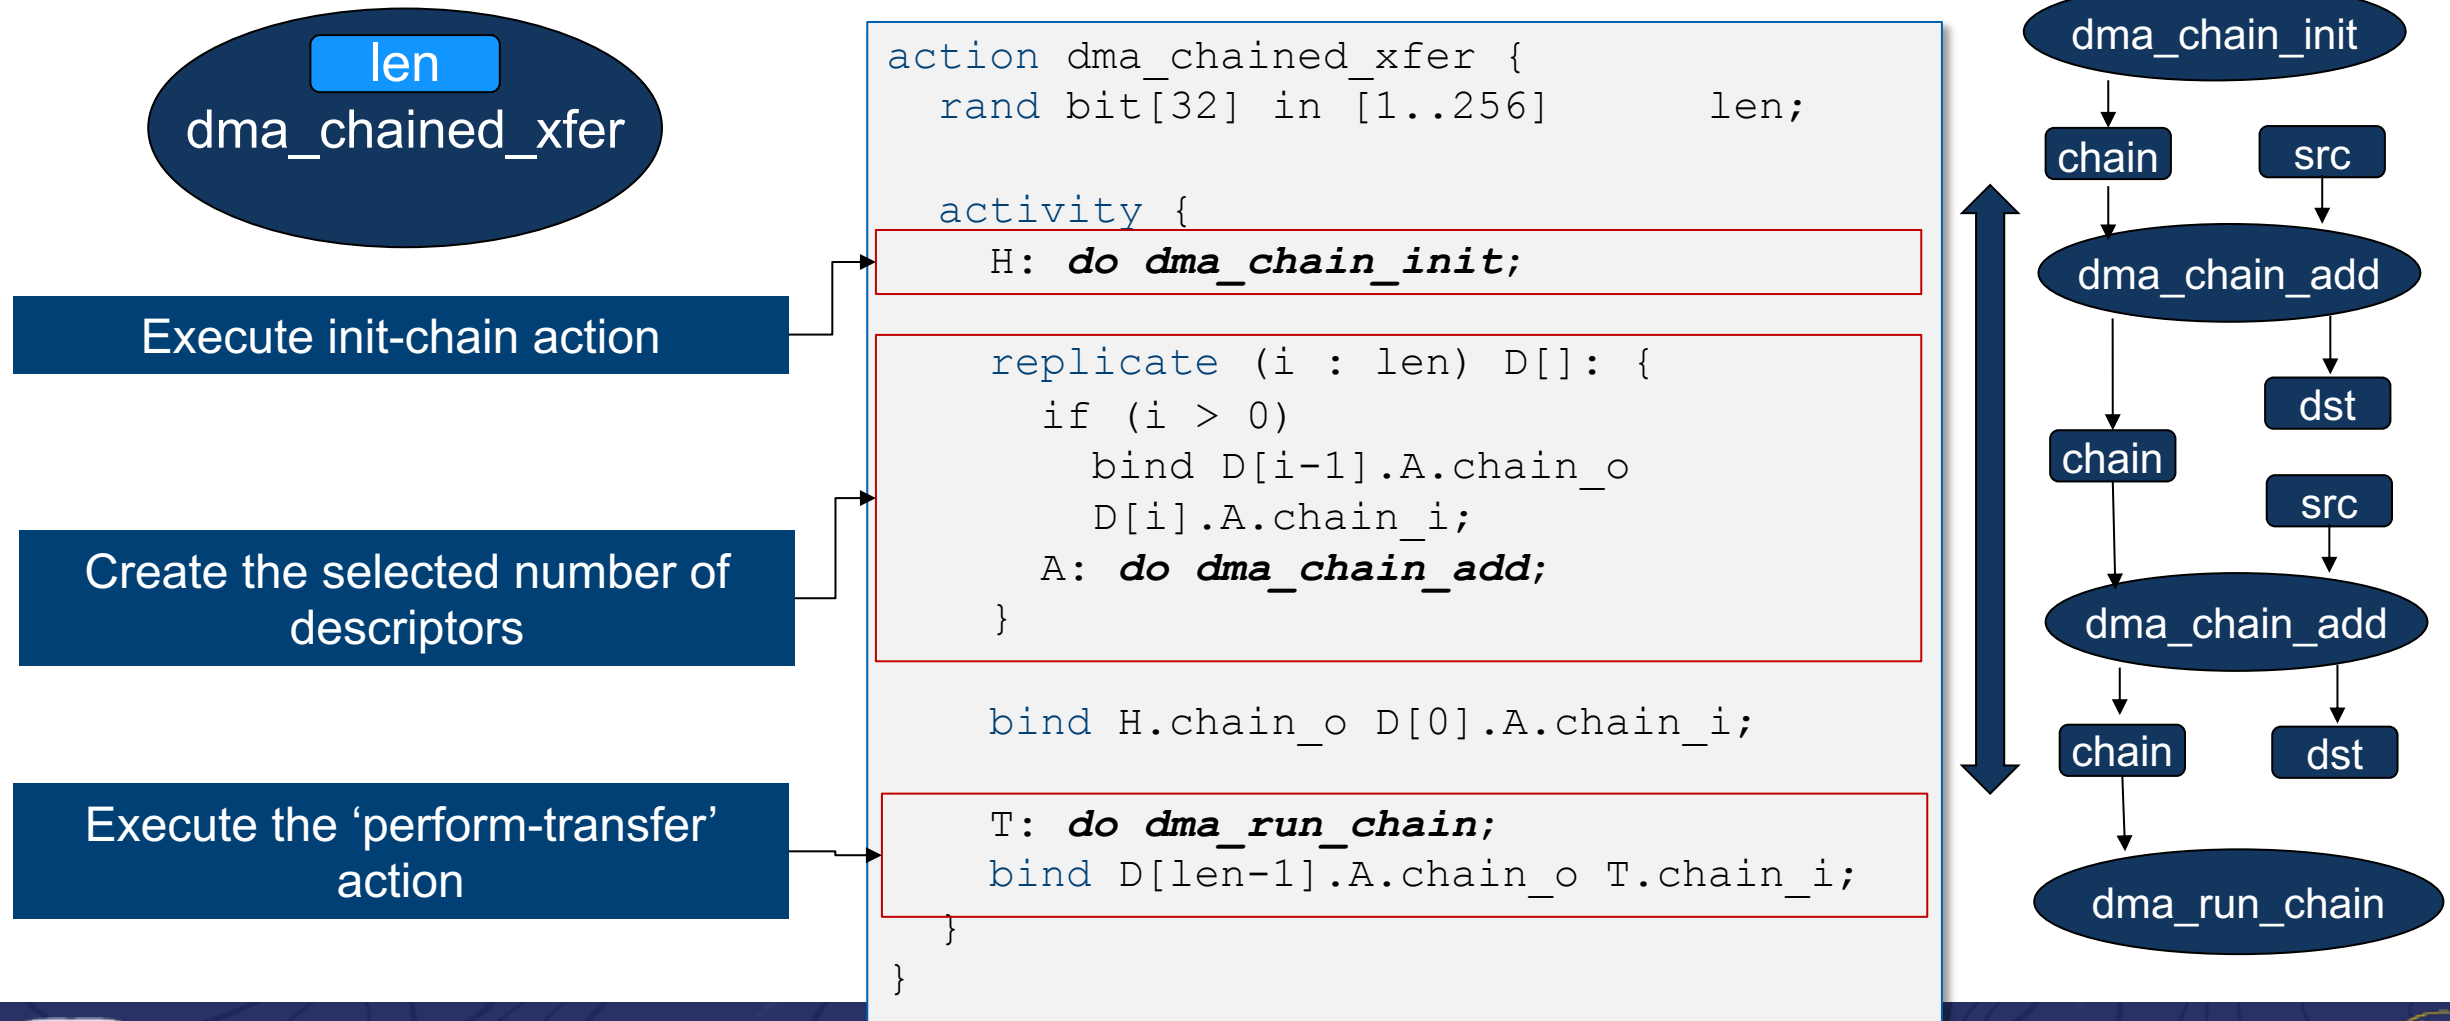 len
dma_chained_xfer
Execute init-chain action
Create the selected number of
descriptors
Execute the ‘perform-transfer’
action
action dma_chained_xfer {
rand bit[32] in [1..256] len;
activity {
H: do dma_chain_init;
replicate (i : len) D[]: {
if (i > 0)
bind D[i-1].A.chain_o
D[i].A.chain_i;
A: do dma_chain_add;
}
bind H.chain_o D[0].A.chain_i;
T: do dma_run_chain;
bind D[len-1].A.chain_o T.chain_i;
}
}
dma_chain_init
chain
src
dma_chain_add
dst
chain
src
dma_chain_add
chain
dst
dma_run_chain